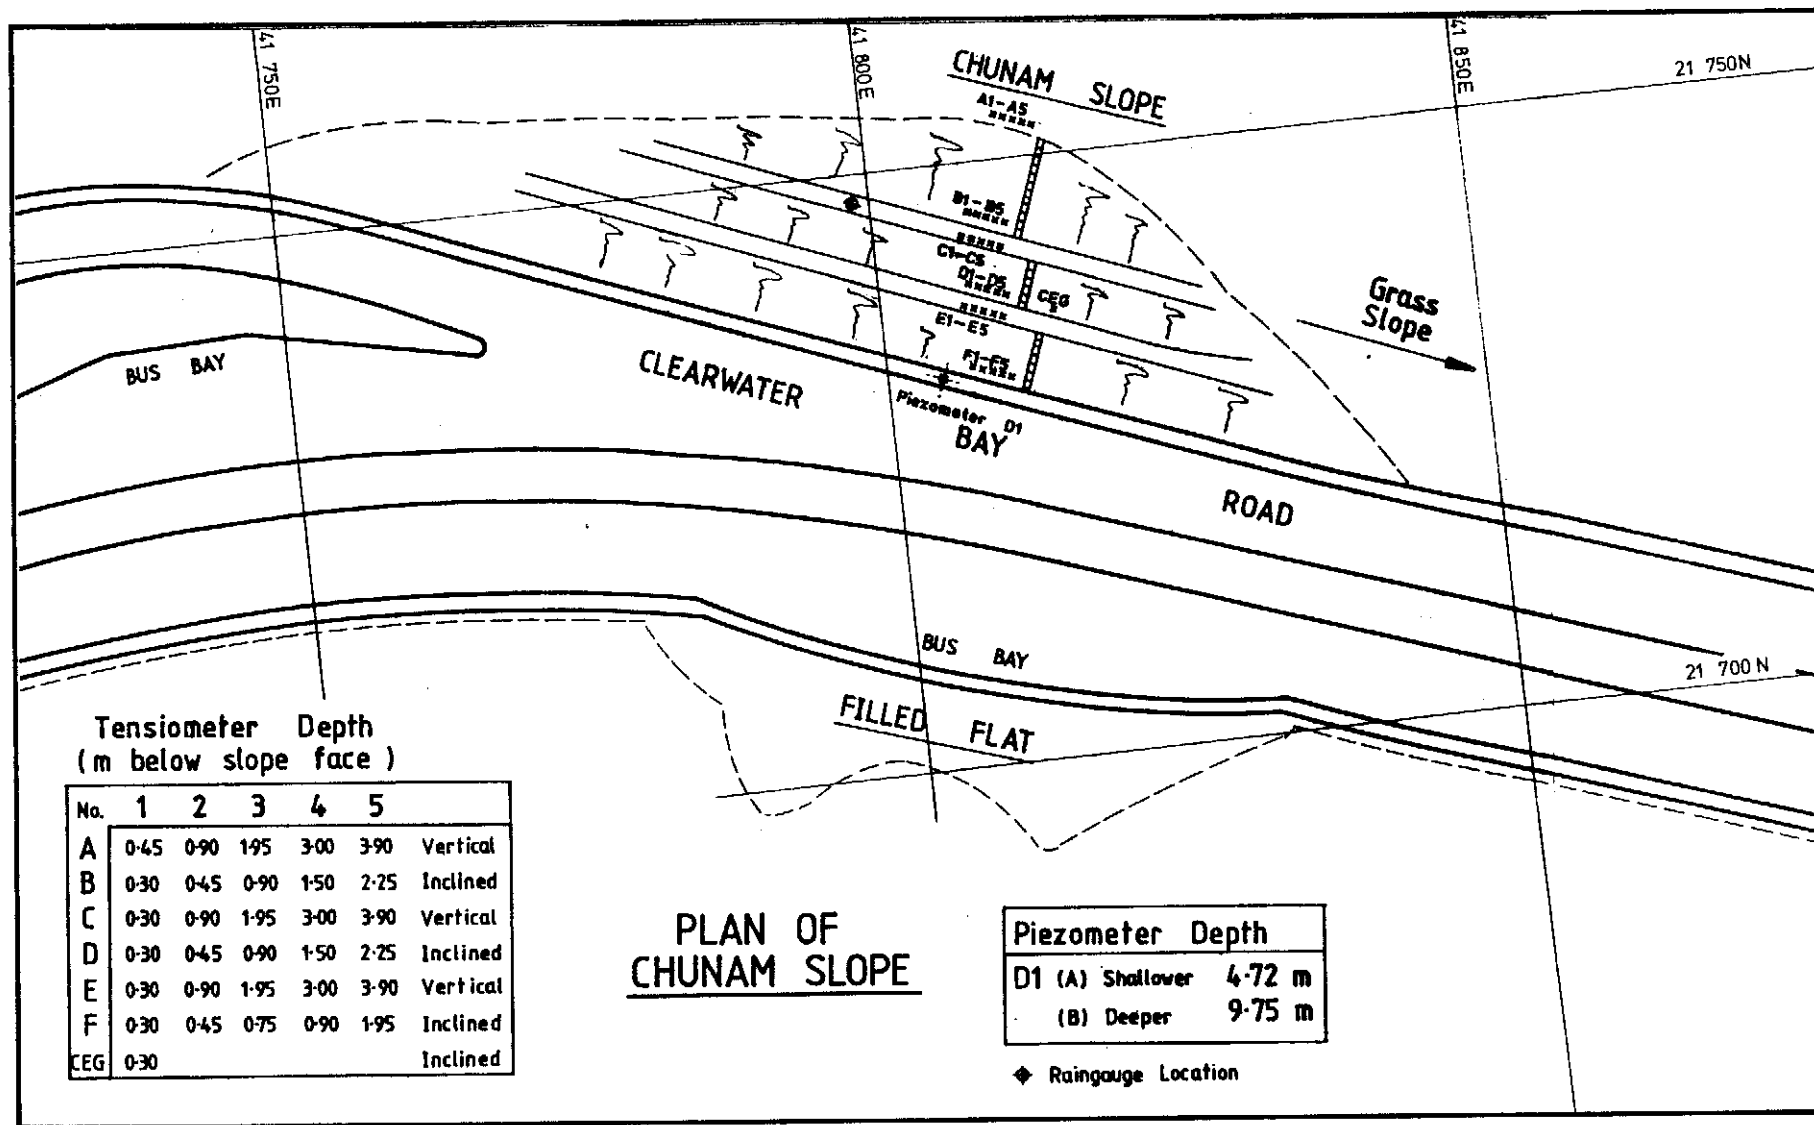 41 750E
41 800E
41 850E
21 750N
CHUNAM SLOPE
A1-A5
B1-B5
C1-C5
D1-D5
CEG
E1-E5
F1-E5
Grass
Slope
BUS BAY
CLEARWATER
BAY
ROAD
Piezometer D1
BUS BAY
21 700 N
FILLED FLAT
Tensiometer Depth
(m below slope face)
No. 1 2 3 4 5
A 0·45 0·90 1·95 3·00 3·90 Vertical
B 0·30 0·45 0·90 1·50 2·25 Inclined
C 0·30 0·90 1·95 3·00 3·90 Vertical
D 0·30 0·45 0·90 1·50 2·25 Inclined
E 0·30 0·90 1·95 3·00 3·90 Vertical
F 0·30 0·45 0·75 0·90 1·95 Inclined
CEG 0·30 Inclined
PLAN OF
CHUNAM SLOPE
Piezometer Depth
D1 (A) Shallower 4·72 m
(B) Deeper 9·75 m
Raingauge Location